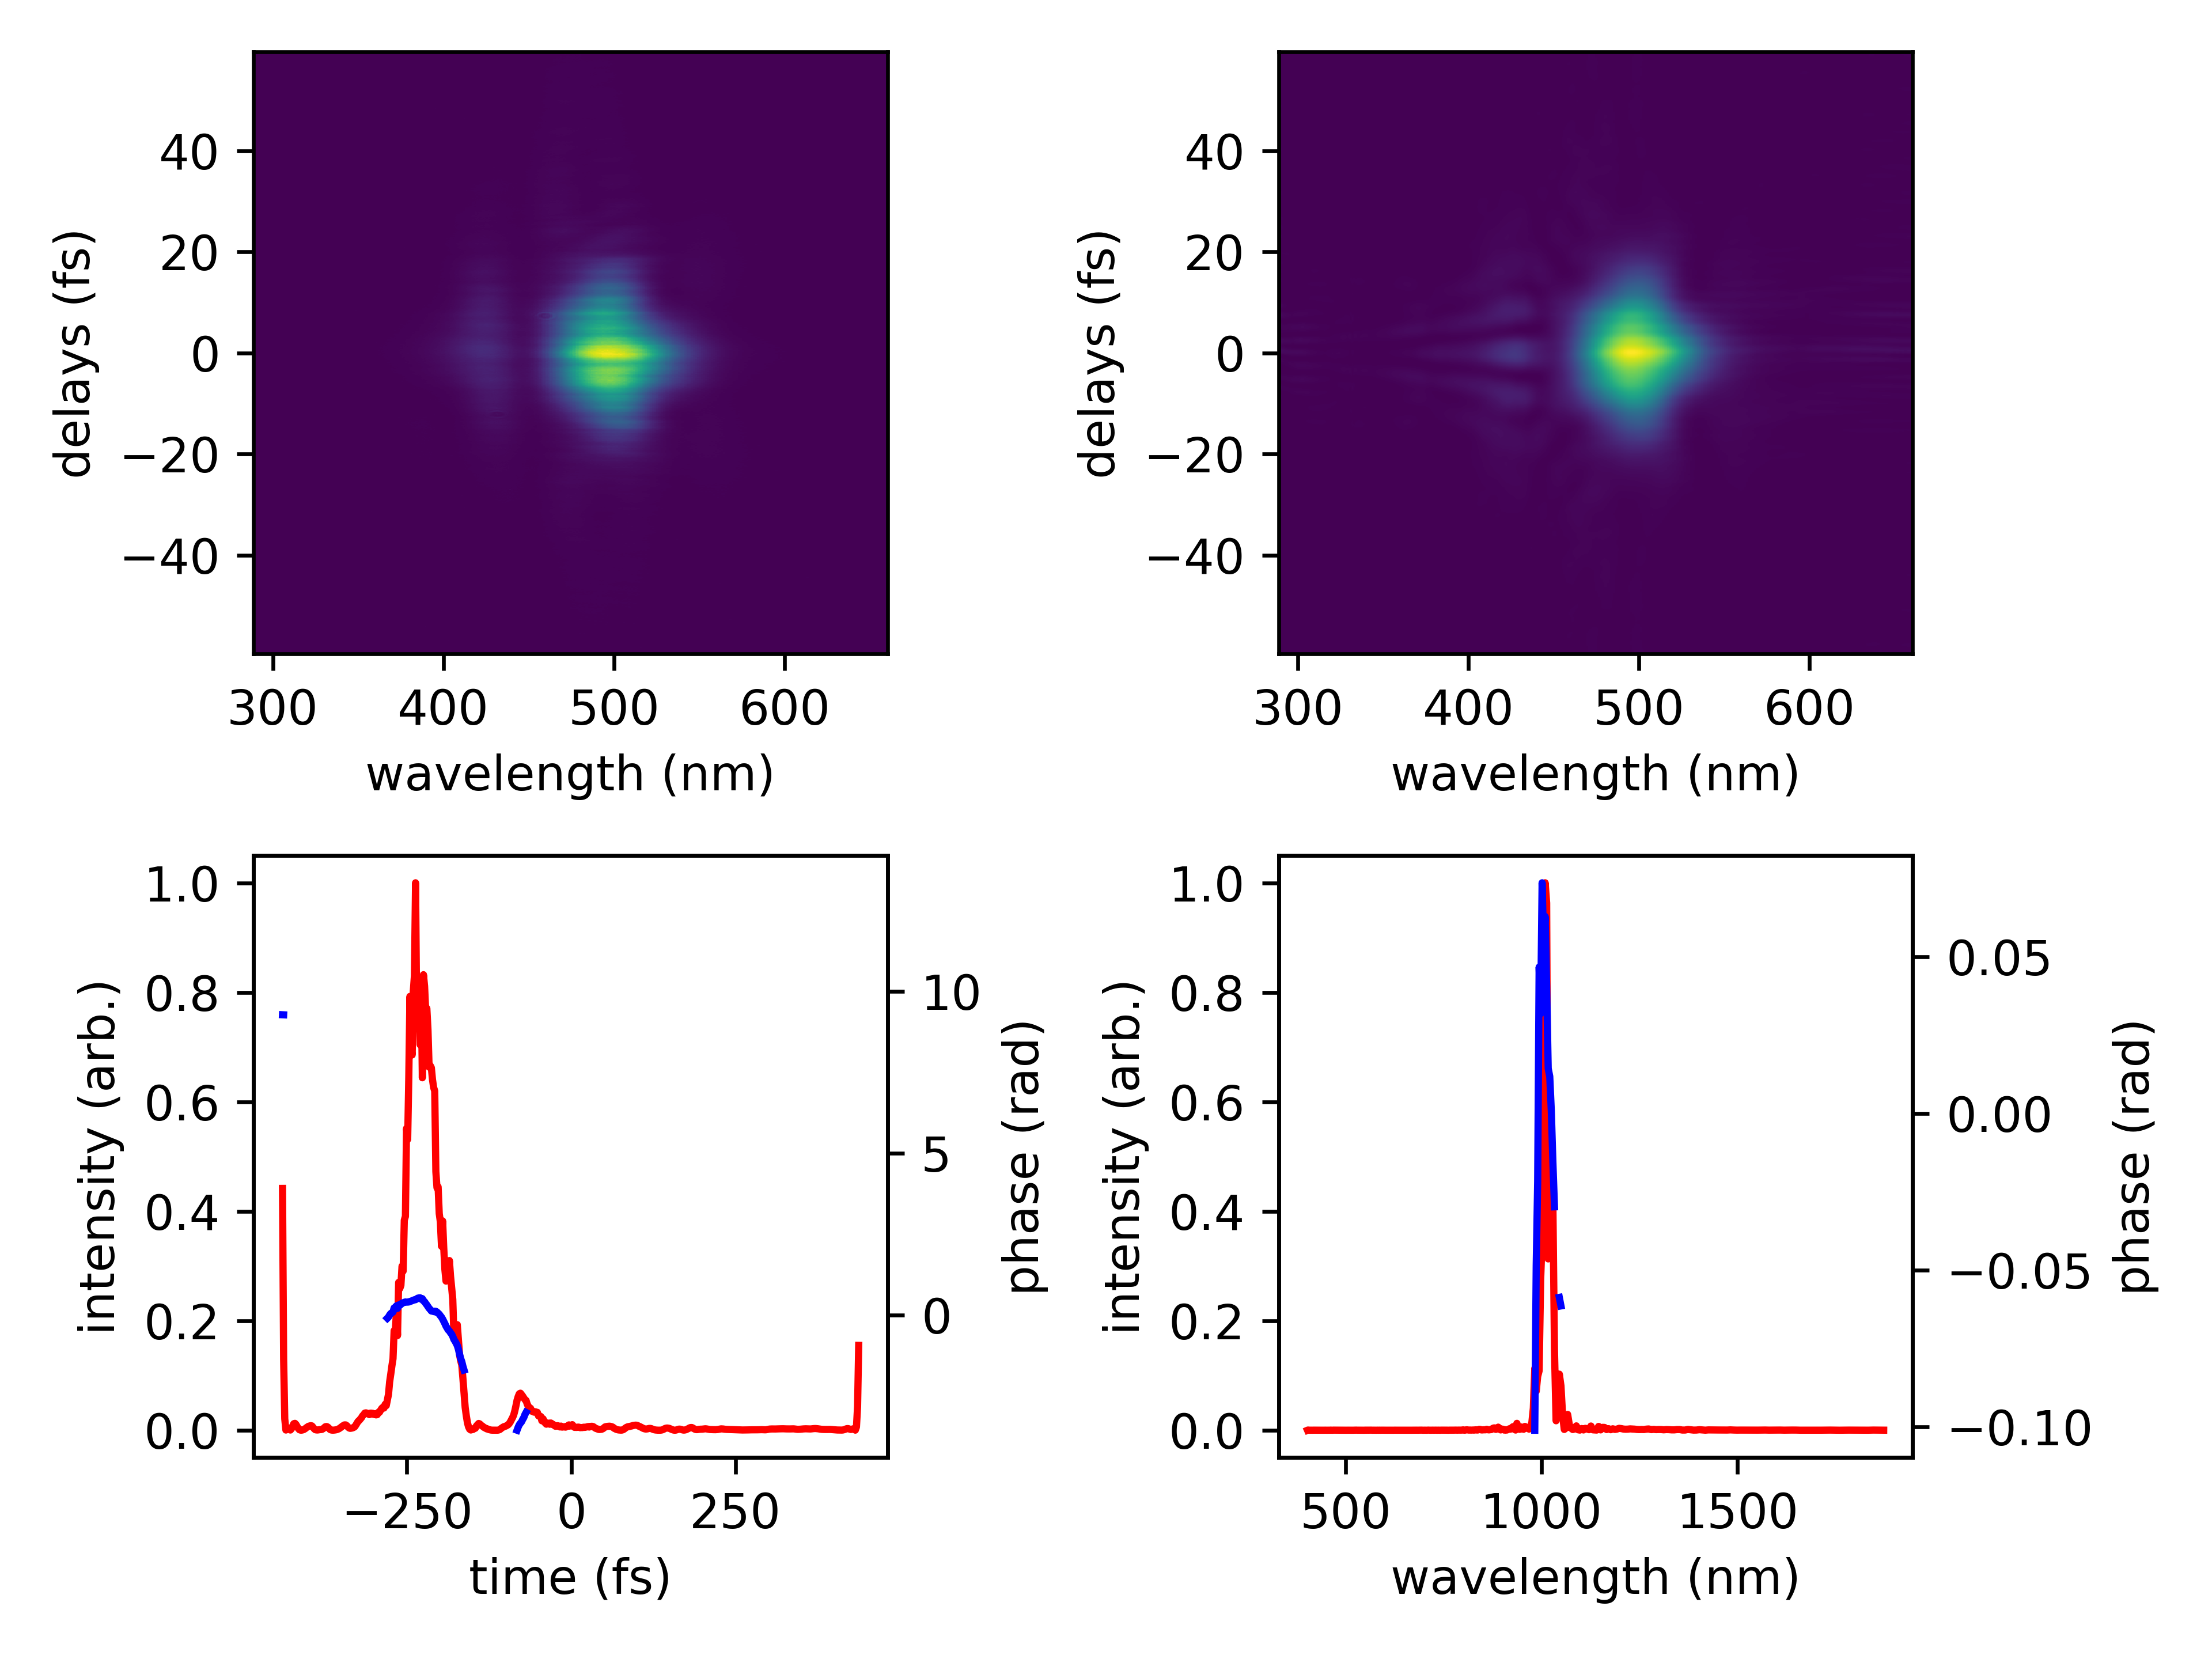 40
20
0
−20
−40
delays (fs)
300 400 500 600
wavelength (nm)
40
20
0
−20
−40
delays (fs)
300 400 500 600
wavelength (nm)
1.0
0.8
0.6
0.4
0.2
0.0
intensity (arb.)
10
5
0
phase (rad)
−250 0 250
time (fs)
1.0
0.8
0.6
0.4
0.2
0.0
intensity (arb.)
0.05
0.00
−0.05
−0.10
phase (rad)
500 1000 1500
wavelength (nm)